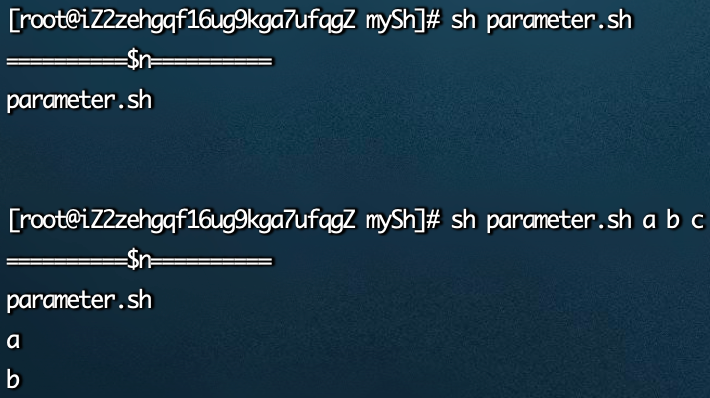 [root@iZ2zehgqf16ug9kga7ufqgZ mySh]# sh parameter.sh
==========$n==========
parameter.sh
[root@iZ2zehgqf16ug9kga7ufqgZ mySh]# sh parameter.sh a b c
==========$n==========
parameter.sh
a
b